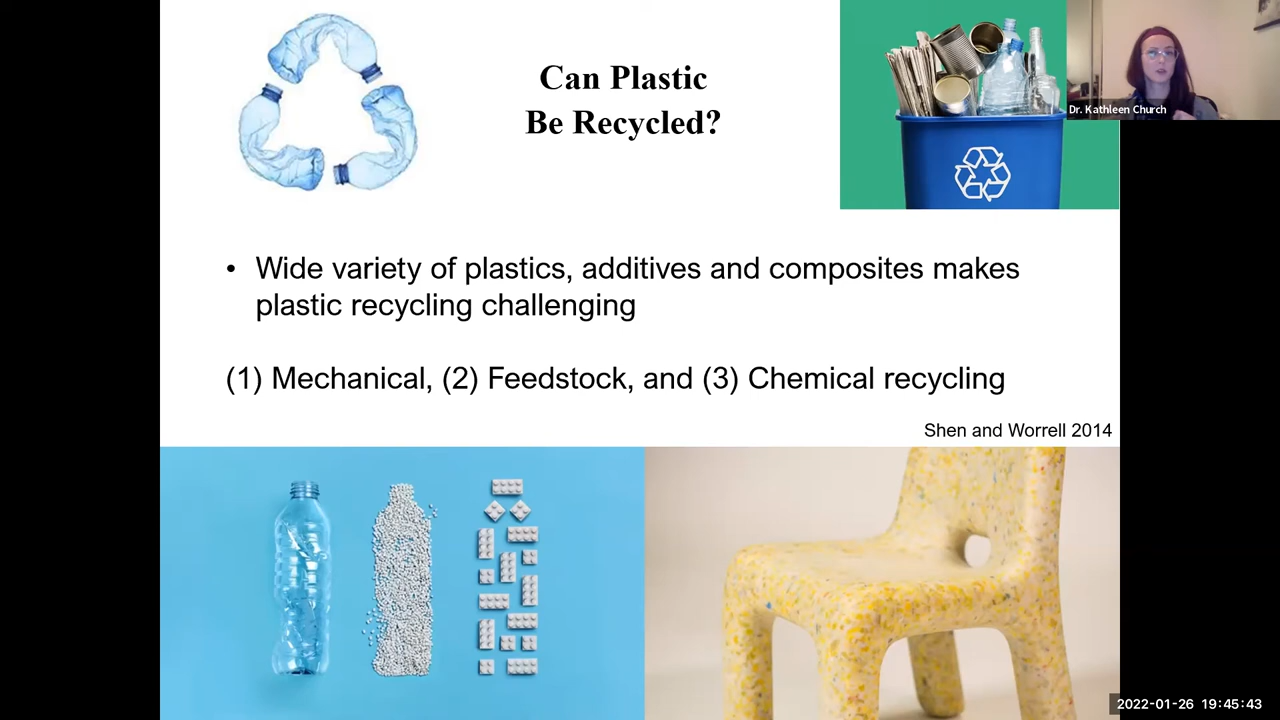 Can Plastic
Be Recycled?
Dr. Kathleen Church
• Wide variety of plastics, additives and composites makes
plastic recycling challenging
(1) Mechanical, (2) Feedstock, and (3) Chemical recycling
Shen and Worrell 2014
2022-01-26 19:45:43